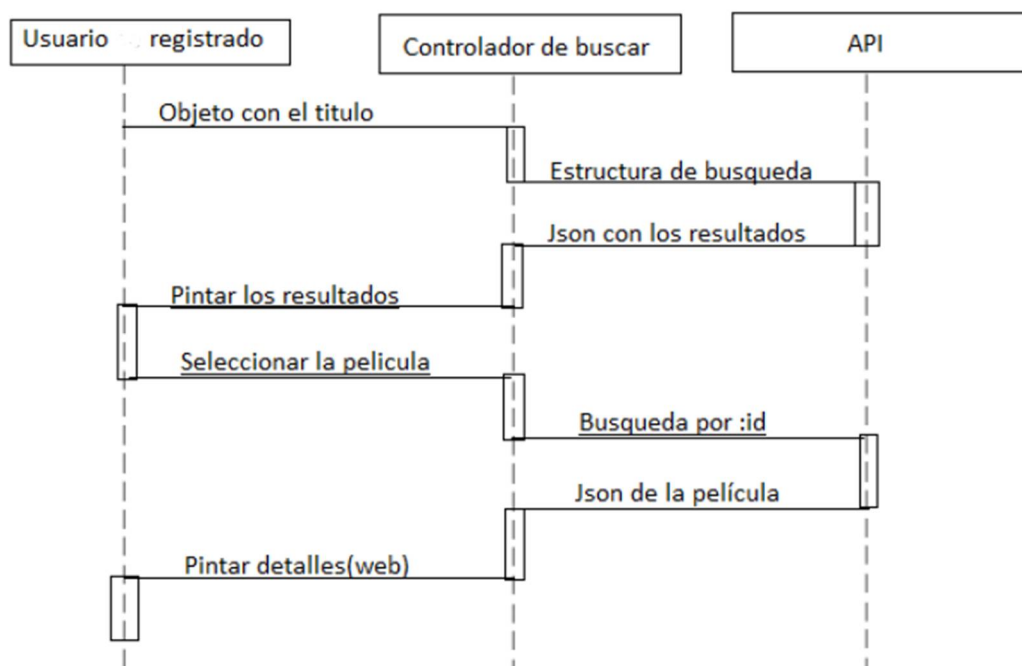 Usuario registrado
Controlador de buscar
API
Objeto con el titulo
Estructura de busqueda
Json con los resultados
Pintar los resultados
Seleccionar la pelicula
Busqueda por :id
Json de la película
Pintar detalles(web)